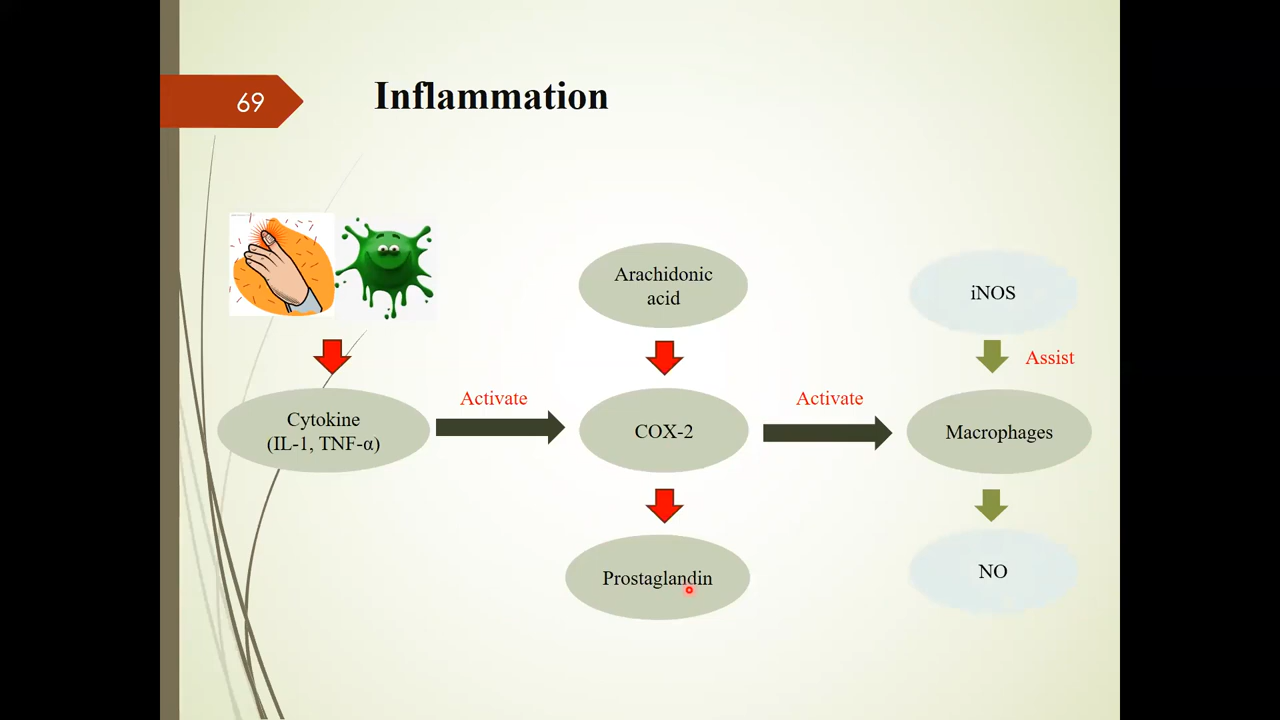 69
Inflammation
Arachidonic
acid
iNOS
Assist
Activate
Activate
Cytokine
(IL-1, TNF-α)
COX-2
Macrophages
Prostaglandin
NO